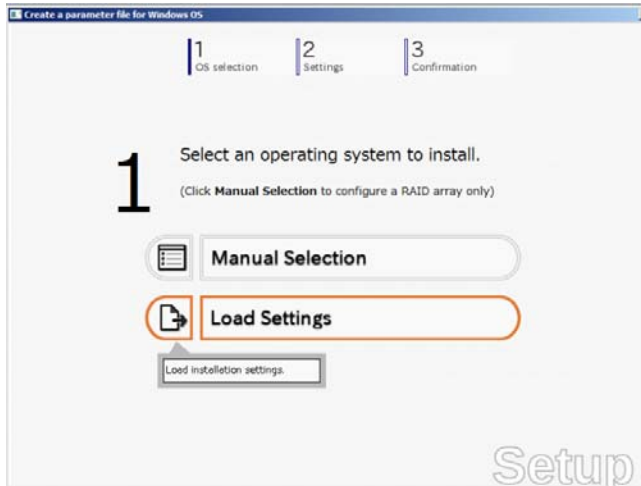 Create a parameter file for Windows OS
1
OS selection
2
Settings
3
Confirmation
1
Select an operating system to install.
(Click Manual Selection to configure a RAID array only)
Manual Selection
Load Settings
Load installation settings.
Setup